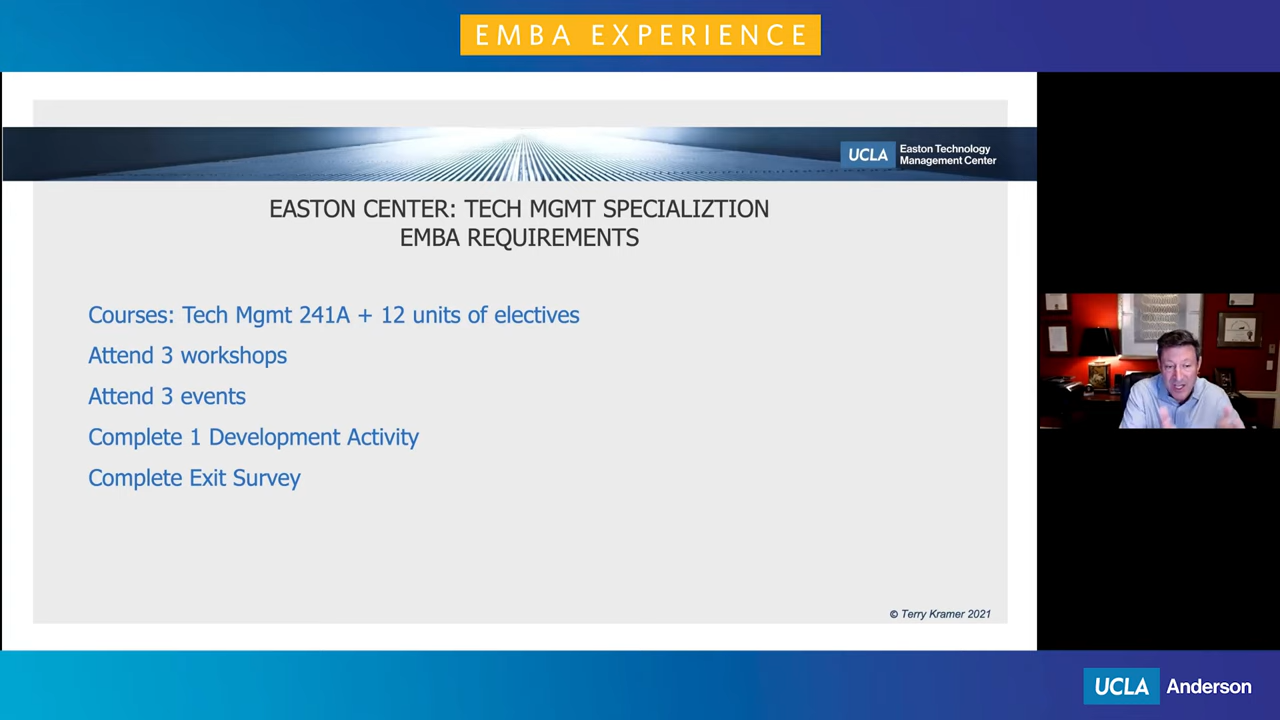 EMBA EXPERIENCE
UCLA Easton Technology
Management Center
EASTON CENTER: TECH MGMT SPECIALIZTION
EMBA REQUIREMENTS
Courses: Tech Mgmt 241A + 12 units of electives
Attend 3 workshops
Attend 3 events
Complete 1 Development Activity
Complete Exit Survey
© Terry Kramer 2021
UCLA Anderson